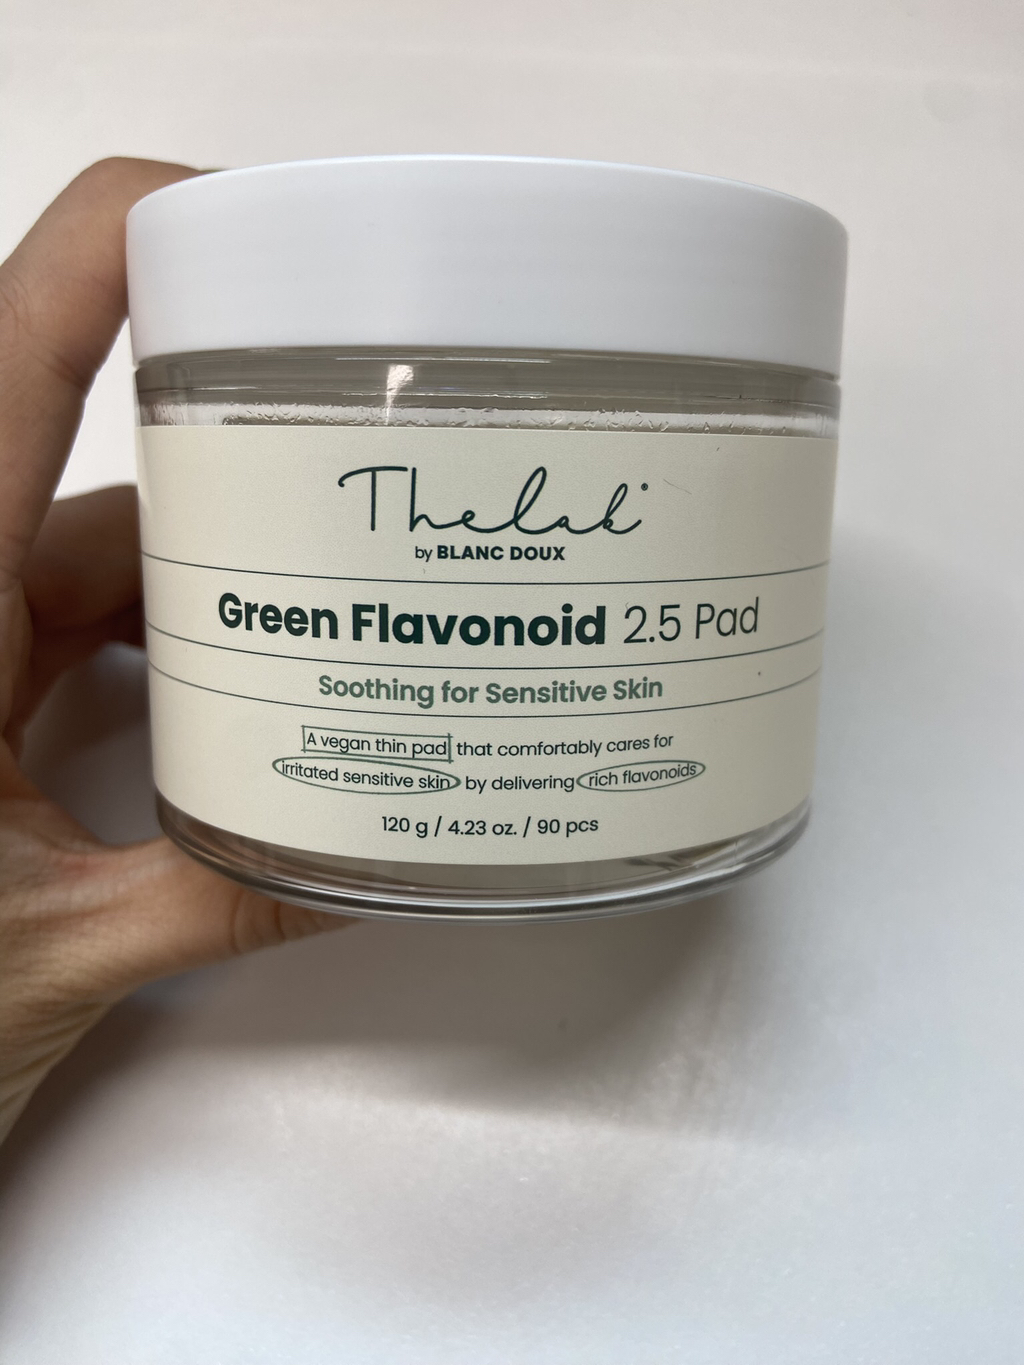 Thelab®
by BLANC DOUX
Green Flavonoid 2.5 Pad
Soothing for Sensitive Skin
A vegan thin pad that comfortably cares for
irritated sensitive skin by delivering rich flavonoids
120 g / 4.23 oz. / 90 pcs